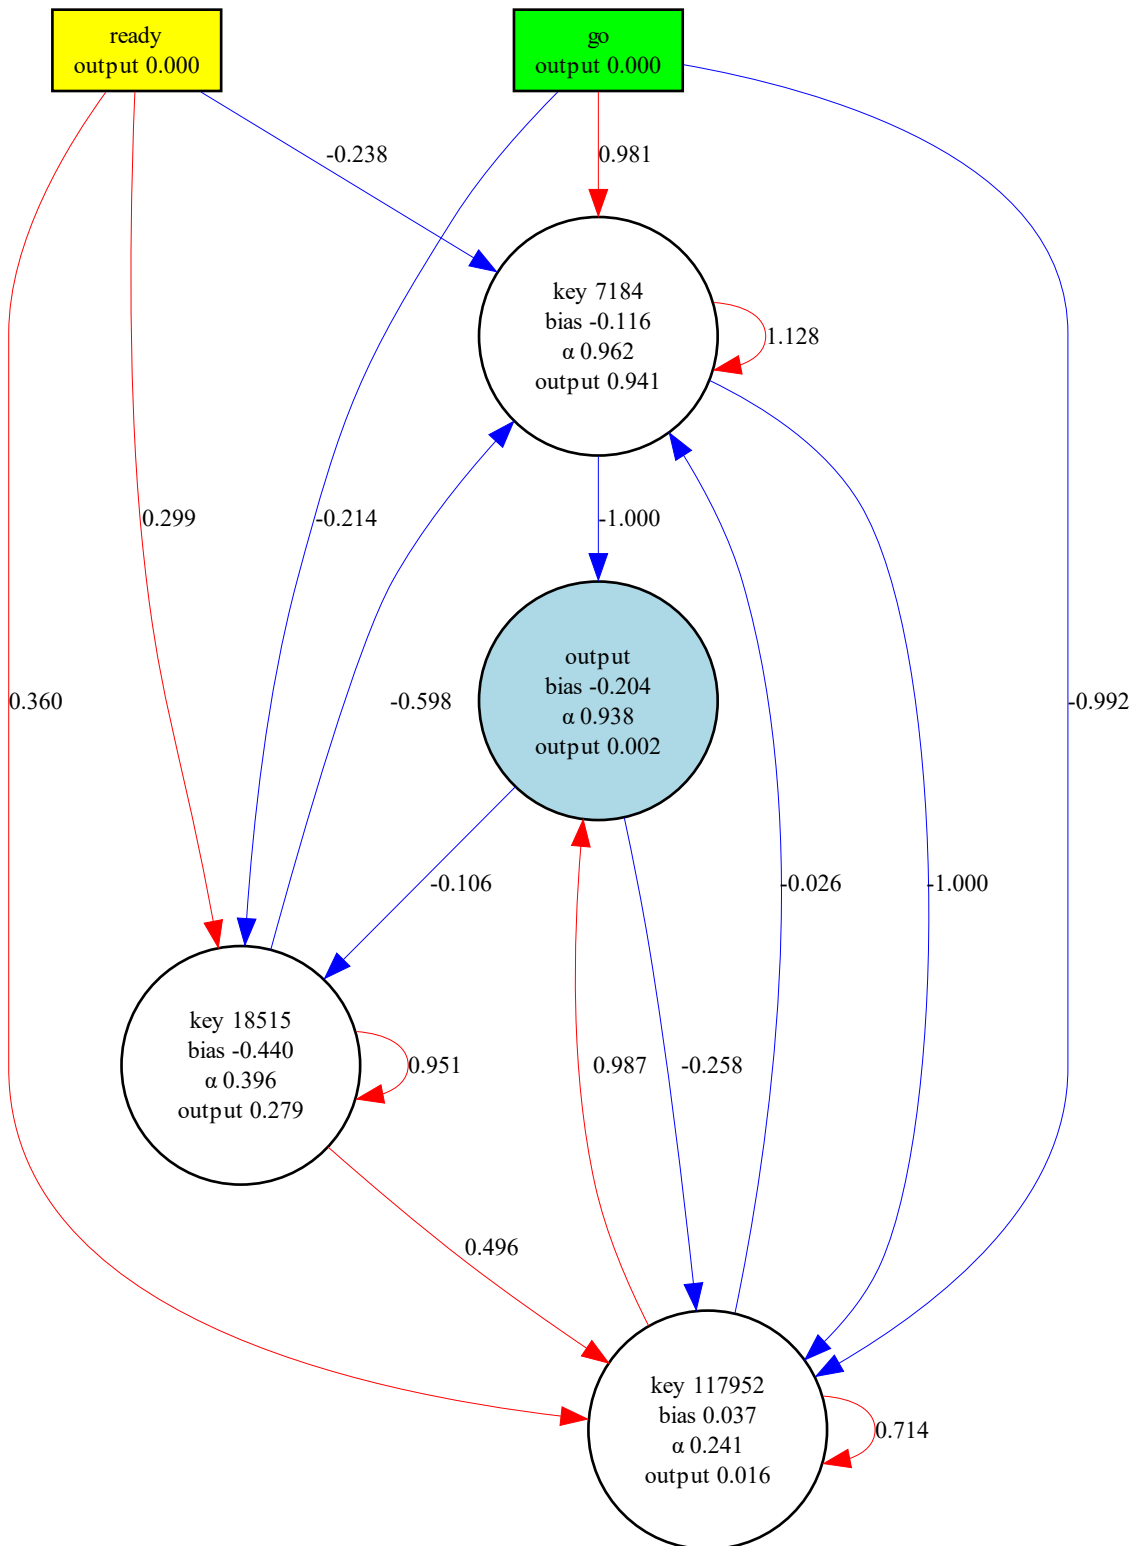 ready
output 0.000
go
output 0.000
-0.238
0.981
key 7184
bias -0.116
α 0.962
output 0.941
1.128
0.299
-0.214
-1.000
output
bias -0.204
α 0.938
output 0.002
0.360
-0.598
-0.992
-0.106
-0.026
-1.000
key 18515
bias -0.440
α 0.396
output 0.279
0.951
0.987
-0.258
0.496
key 117952
bias 0.037
α 0.241
output 0.016
0.714